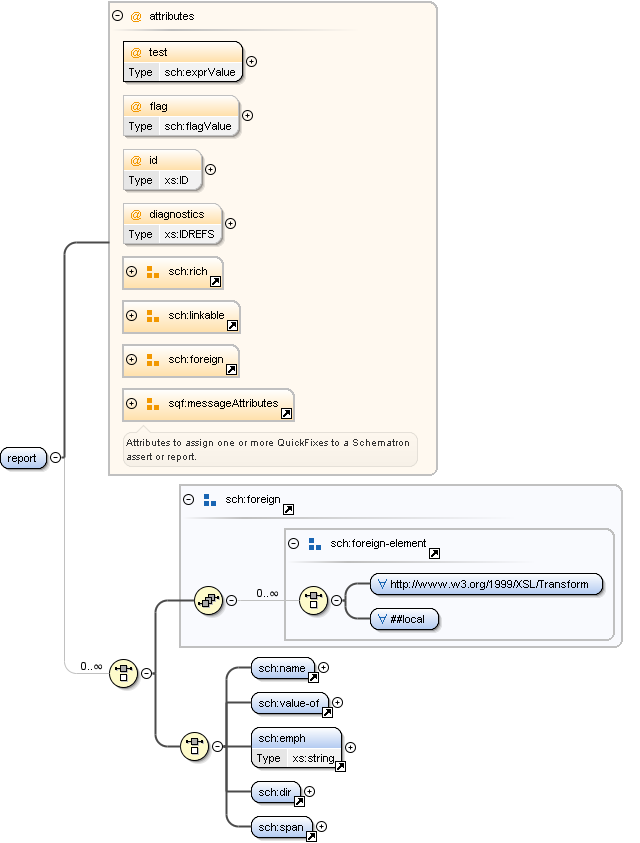 attributes
@ test
Type sch:exprValue
@ flag
Type sch:flagValue
@ id
Type xs:ID
@ diagnostics
Type xs:IDREFS
sch:rich
sch:linkable
sch:foreign
sqf:messageAttributes
Attributes to assign one or more QuickFixes to a Schematron
assert or report.
report
sch:foreign
sch:foreign-element
0..∞
∀ http://www.w3.org/1999/XSL/Transform
∀ ##local
0..∞
sch:name
sch:value-of
sch:emph
Type xs:string
sch:dir
sch:span